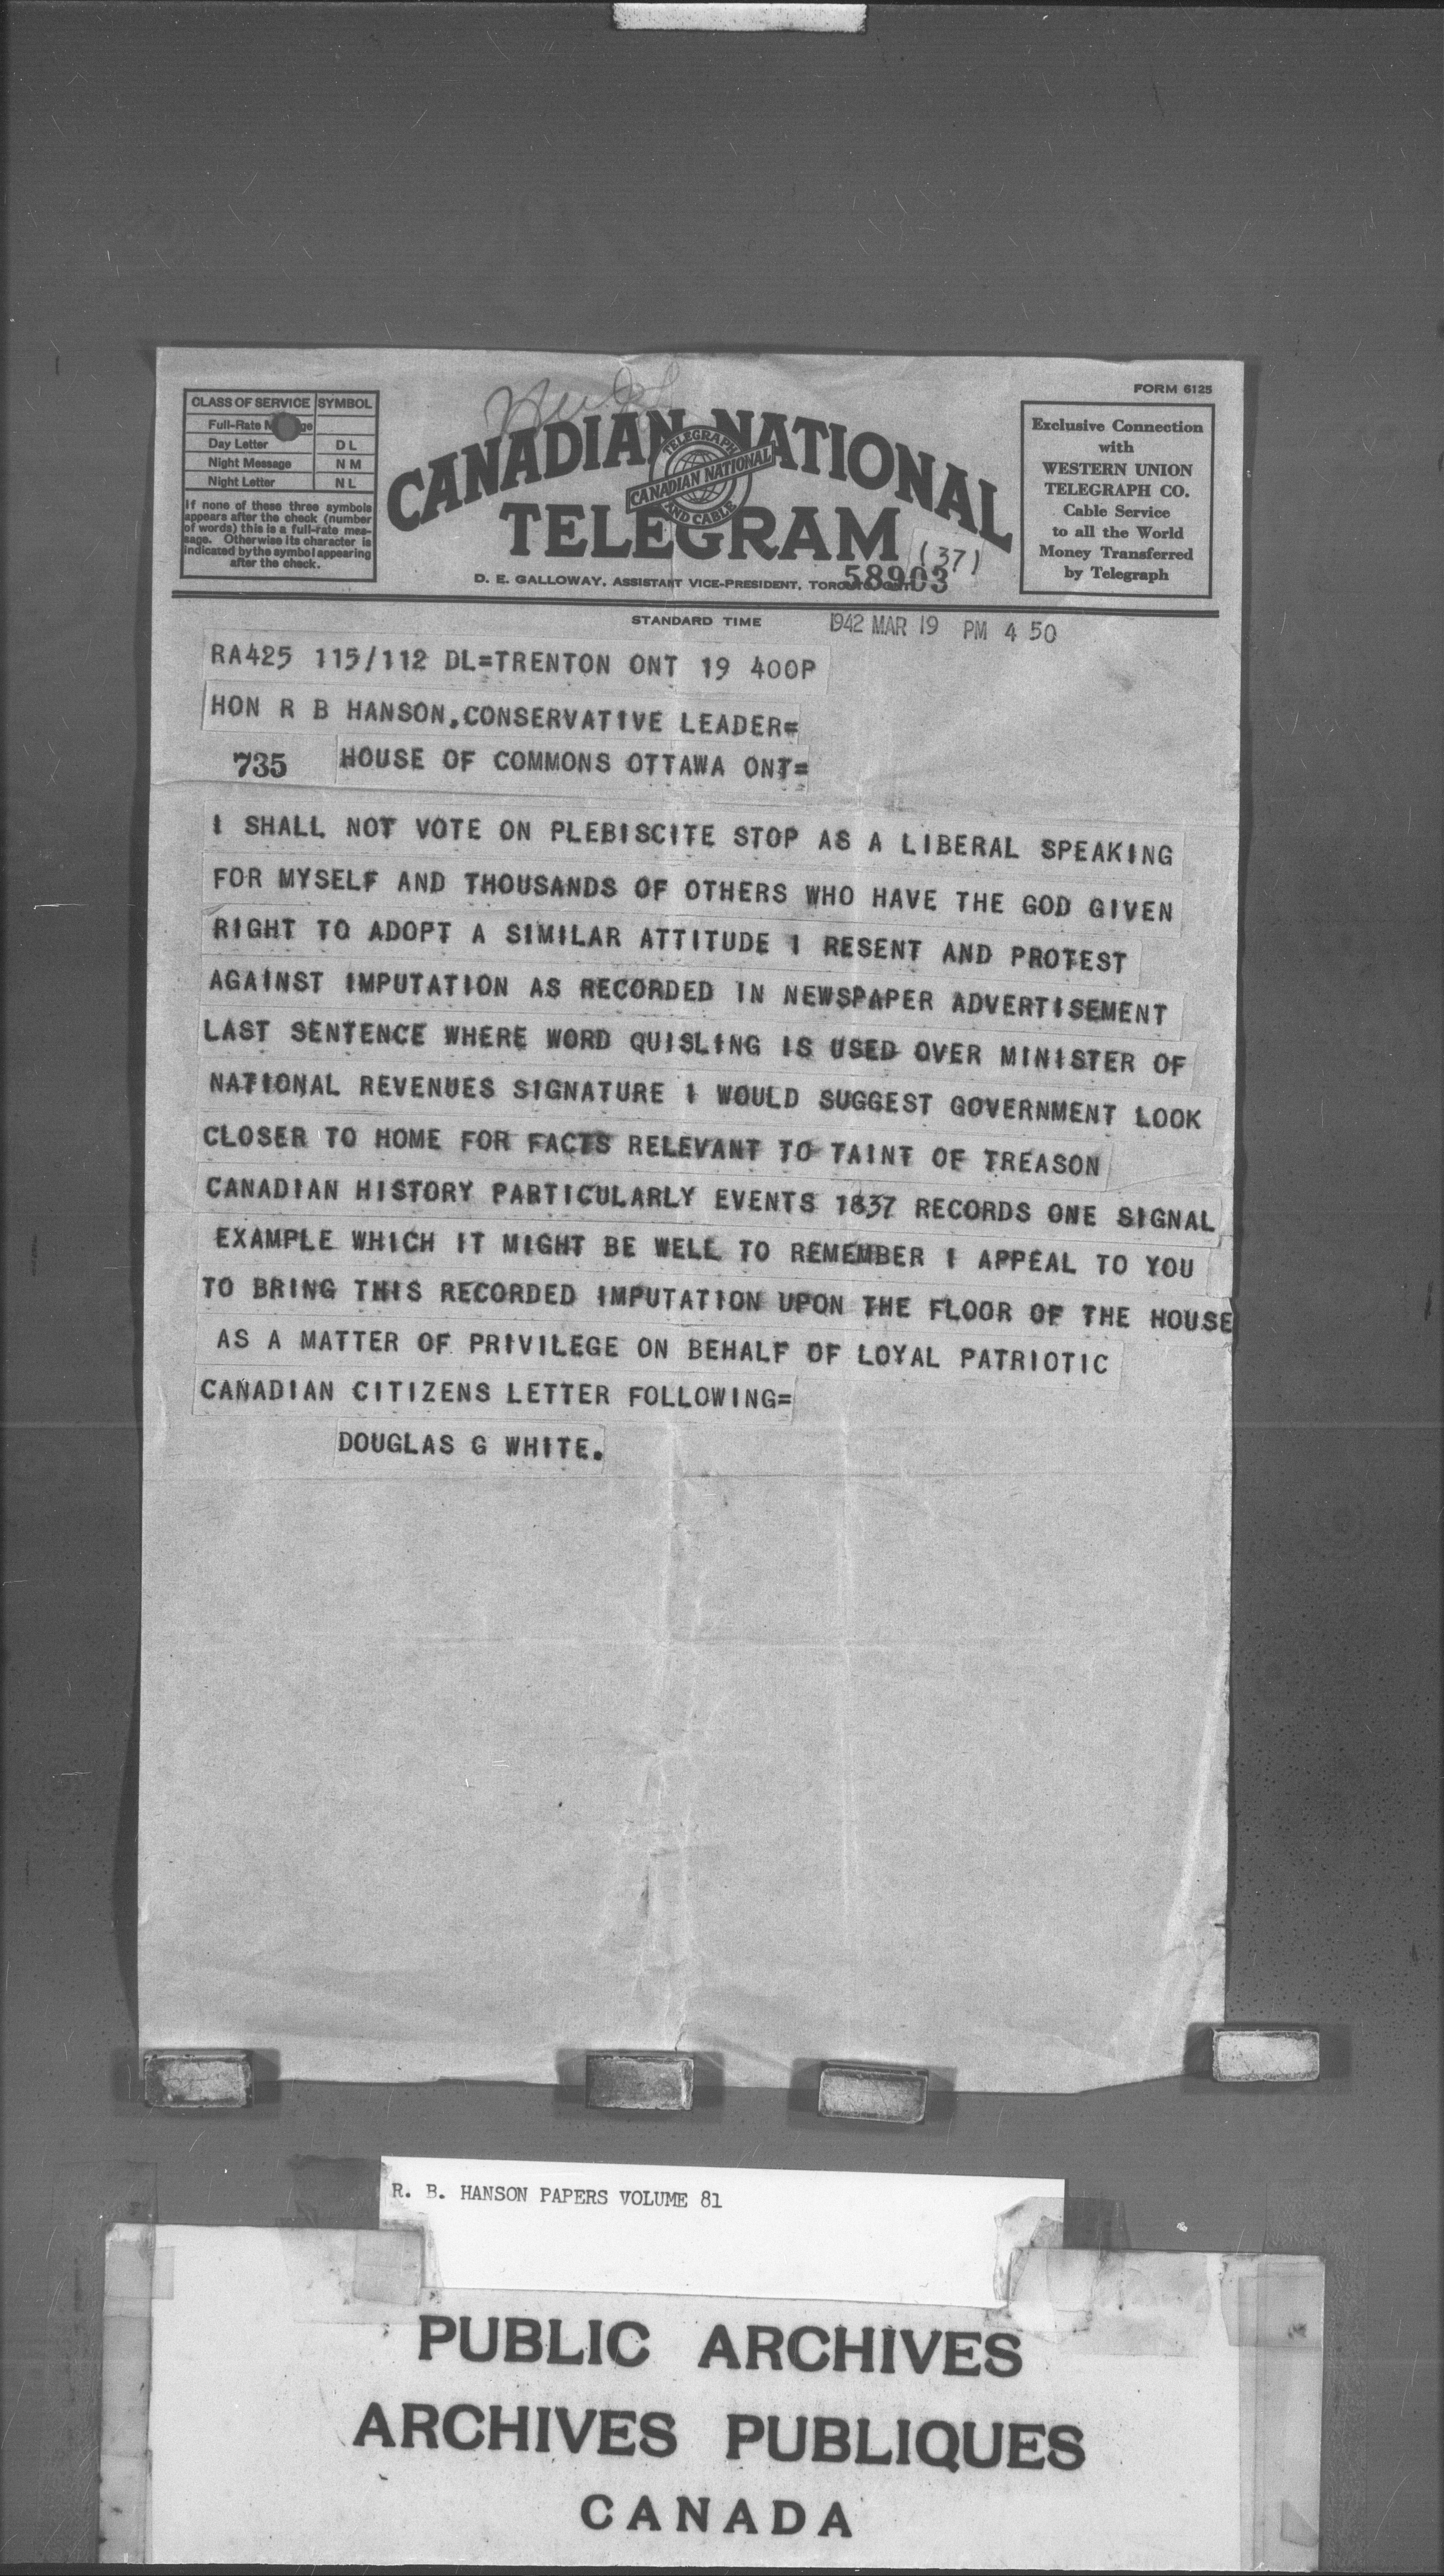 FORM 6125
CLASS OF SERVICE SYMBOL
Full-Rate
Day Letter D L
Night Message N M
Night Letter N L
If none of these three symbols
appears after the check (number
of words) this is a full-rate mes-
sage. Otherwise its character is
indicated by the symbol appearing
after the check.
CANADIAN NATIONAL
TELEGRAPH
CANADIAN NATIONAL
AND CABLE
TELEGRAM
D. E. GALLOWAY, ASSISTANT VICE-PRESIDENT, TORONTO, ONT.
(37)
58903
Exclusive Connection
with
WESTERN UNION
TELEGRAPH CO.
Cable Service
to all the World
Money Transferred
by Telegraph
STANDARD TIME
1942 MAR 19 PM 4 50
RA425 115/112 DL=TRENTON ONT 19 400P
HON R B HANSON,CONSERVATIVE LEADER=
735 HOUSE OF COMMONS OTTAWA ONT=
I SHALL NOT VOTE ON PLEBISCITE STOP AS A LIBERAL SPEAKING
FOR MYSELF AND THOUSANDS OF OTHERS WHO HAVE THE GOD GIVEN
RIGHT TO ADOPT A SIMILAR ATTITUDE I RESENT AND PROTEST
AGAINST IMPUTATION AS RECORDED IN NEWSPAPER ADVERTISEMENT
LAST SENTENCE WHERE WORD QUISLING IS USED OVER MINISTER OF
NATIONAL REVENUES SIGNATURE I WOULD SUGGEST GOVERNMENT LOOK
CLOSER TO HOME FOR FACTS RELEVANT TO TAINT OF TREASON
CANADIAN HISTORY PARTICULARLY EVENTS 1837 RECORDS ONE SIGNAL
EXAMPLE WHICH IT MIGHT BE WELL TO REMEMBER I APPEAL TO YOU
TO BRING THIS RECORDED IMPUTATION UPON THE FLOOR OF THE HOUSE
AS A MATTER OF PRIVILEGE ON BEHALF OF LOYAL PATRIOTIC
CANADIAN CITIZENS LETTER FOLLOWING=
DOUGLAS G WHITE.
R. B. HANSON PAPERS VOLUME 81
PUBLIC ARCHIVES
ARCHIVES PUBLIQUES
CANADA